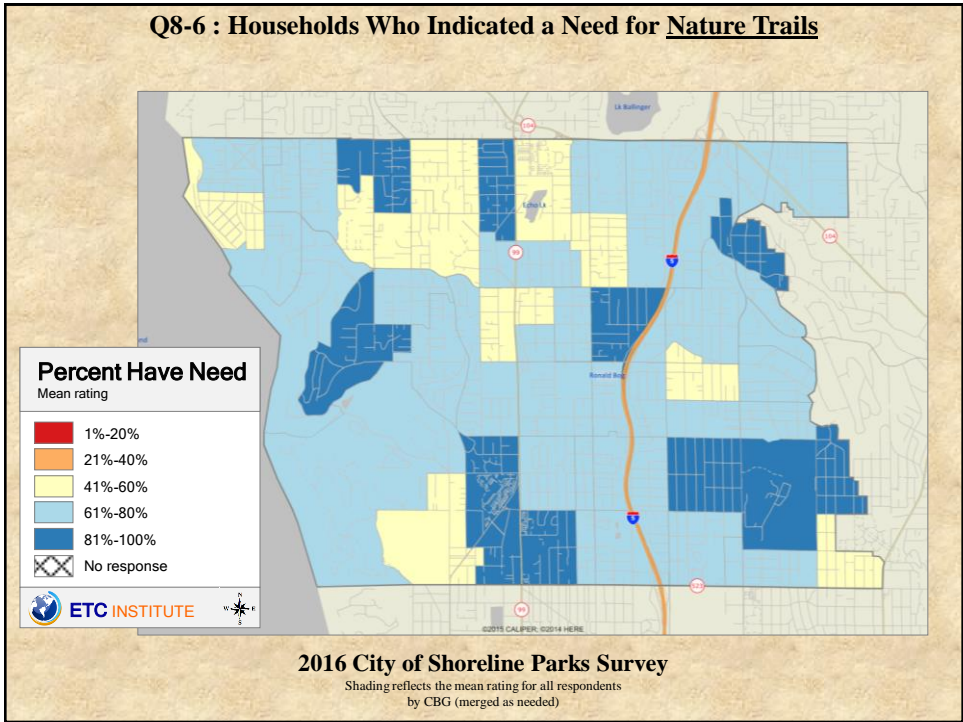 Q8-6 : Households Who Indicated a Need for Nature Trails
Lk Ballinger
104
Echo Lk
104
99
5
nd
Ronald Bog
Percent Have Need
Mean rating
1%-20%
21%-40%
41%-60%
61%-80%
81%-100%
No response
ETC INSTITUTE
N
W E
S
5
523
99
©2015 CALIPER; ©2014 HERE
2016 City of Shoreline Parks Survey
Shading reflects the mean rating for all respondents
by CBG (merged as needed)